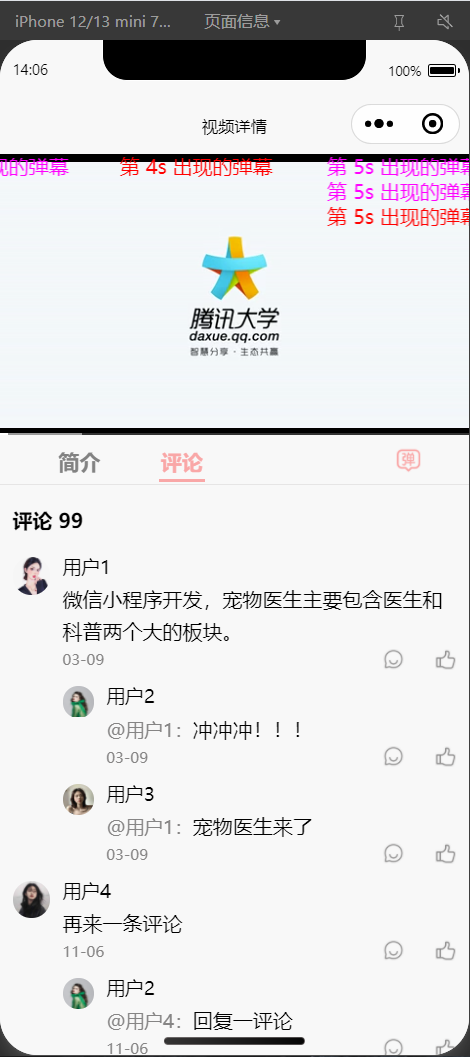 iPhone 12/13 mini 7... 页面信息
14:06 100%
视频详情
现的弹幕 第 4s 出现的弹幕 第 5s 出现的弹幕
第 5s 出现的弹幕
第 5s 出现的弹幕
腾讯大学
daxue.qq.com
智慧分享·生态共赢
简介 评论 弹
评论 99
用户1
微信小程序开发，宠物医生主要包含医生和
科普两个大的板块。
03-09
用户2
@用户1：冲冲冲！！！
03-09
用户3
@用户1：宠物医生来了
03-09
用户4
再来一条评论
11-06
用户2
@用户4：回复一评论
11-06